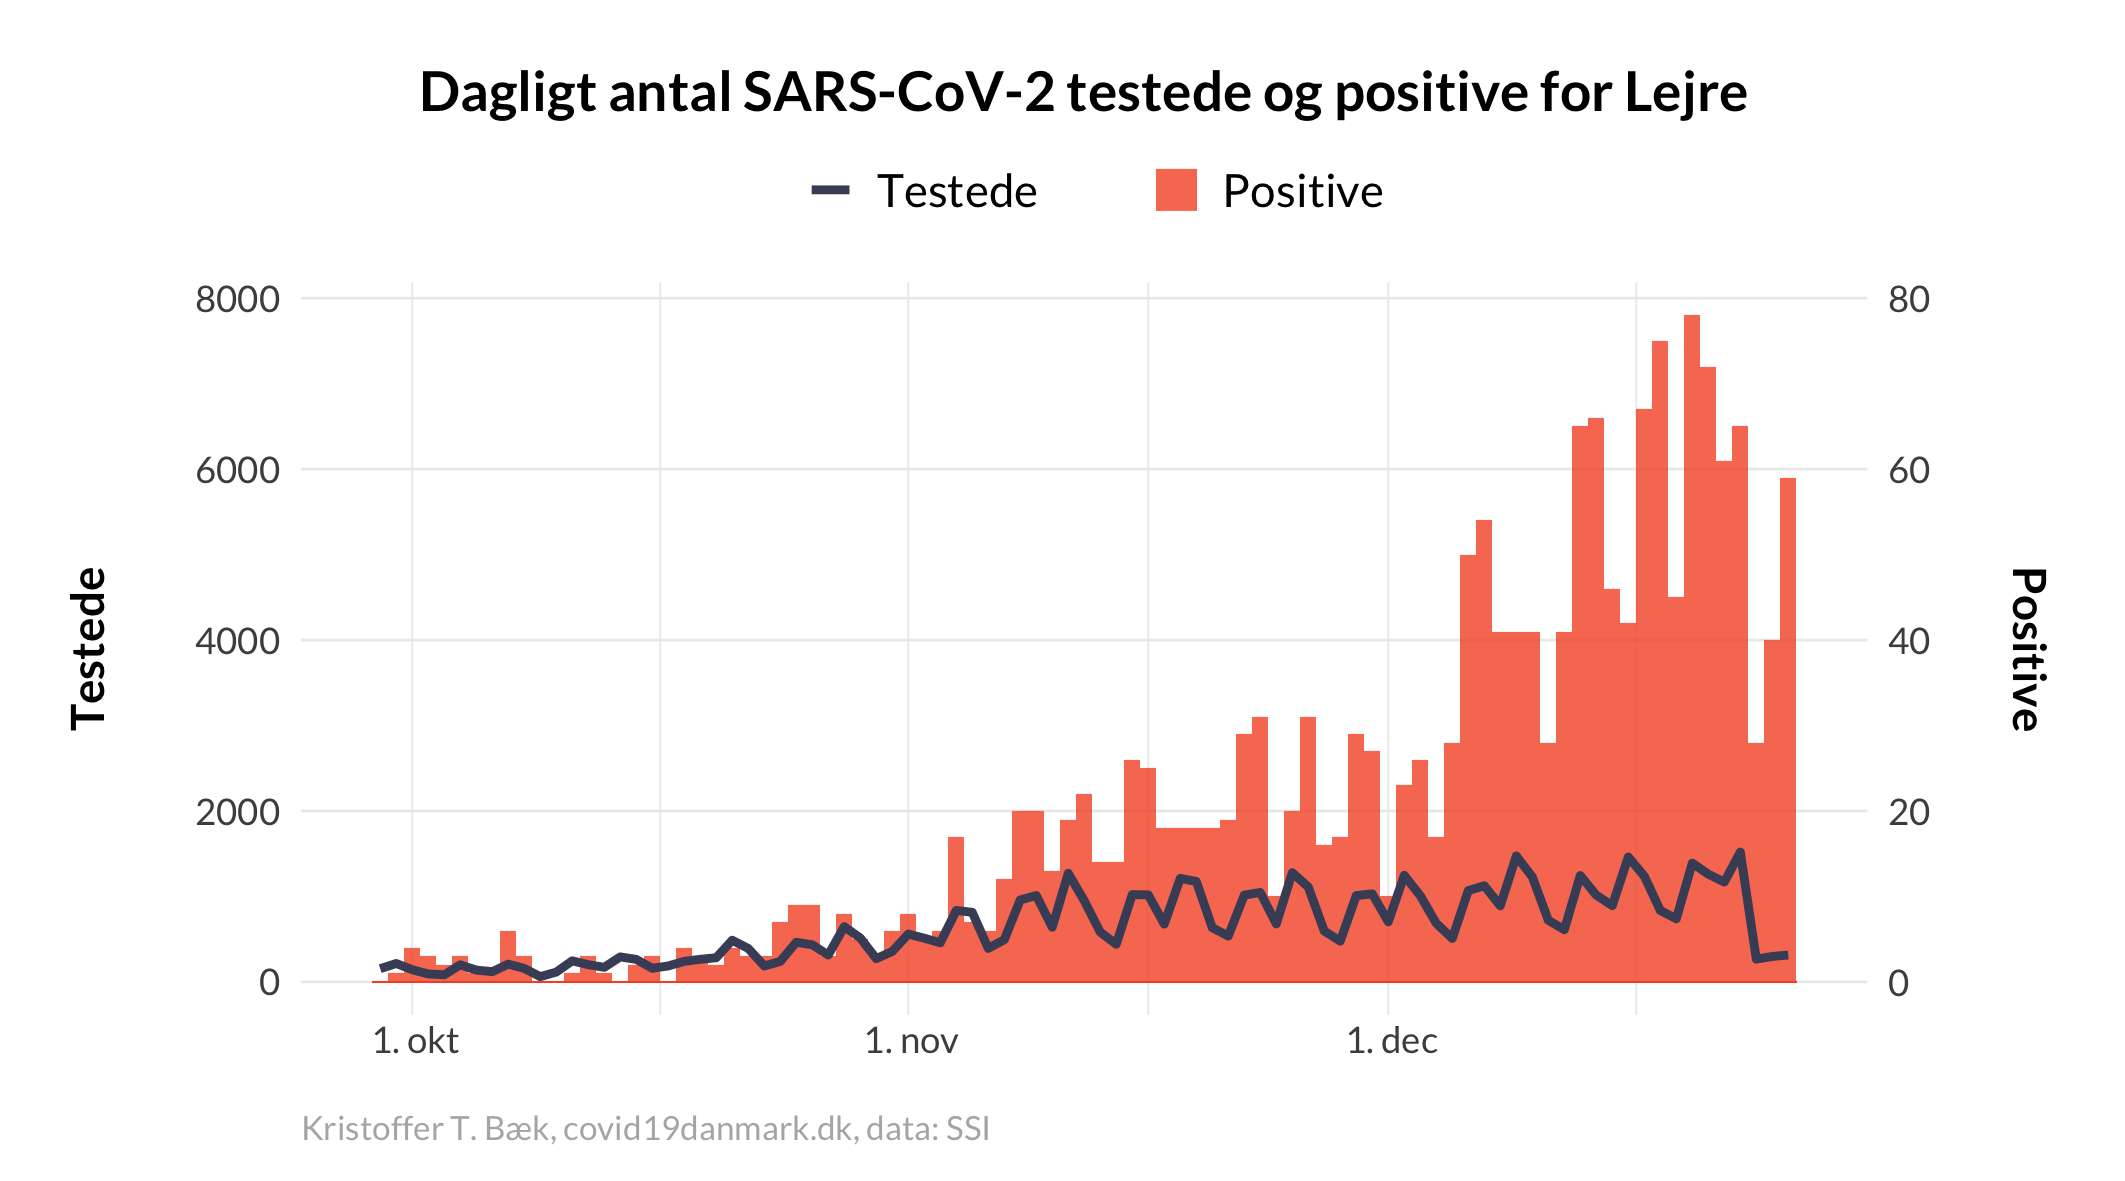 Dagligt antal SARS-CoV-2 testede og positive for Lejre
Testede
Positive
8000
6000
4000
2000
0
Testede
80
60
40
20
0
Positive
1. okt
1. nov
1. dec
Kristoffer T. Bæk, covid19danmark.dk, data: SSI